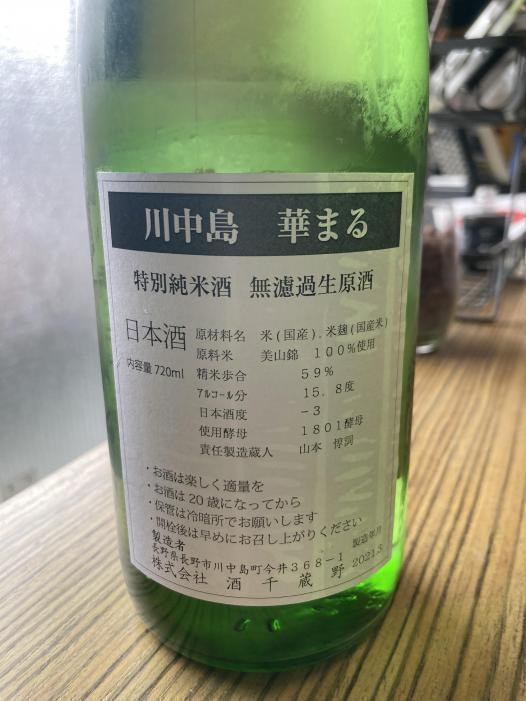 川中島　華まる
特別純米酒　無濾過生原酒
日本酒
内容量 720ml
原材料名　米(国産)，米麹(国産米)
原料米　美山錦　１００％使用
精米歩合　５９％
ｱﾙｺｰﾙ分　１５．８度
日本酒度　－３
使用酵母　１８０１酵母
責任製造蔵人　山本　惇詞
・お酒は楽しく適量を
・お酒は20歳になってから
・保管は冷暗所でお願いします
・開栓後は早めにお召し上がりください
製造者
長野県長野市川中島町今井３６８－１
株式会社　酒　千　蔵　野
製造年月
2021.3